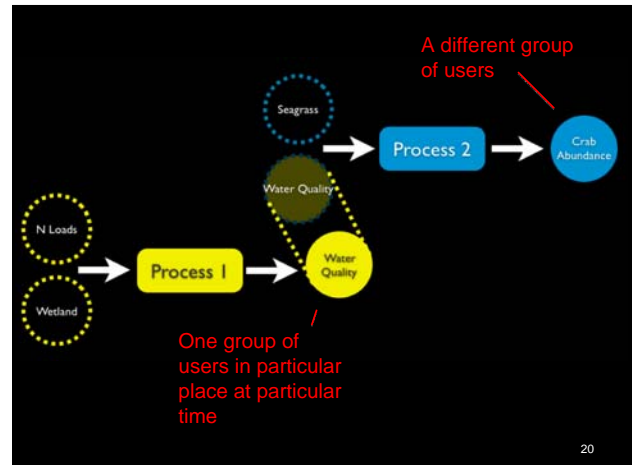 A different group
of users
Seagrass
Process 2
Crab
Abundance
Water Quality
N Loads
Process 1
Water
Quality
Wetland
One group of
users in particular
place at particular
time
20